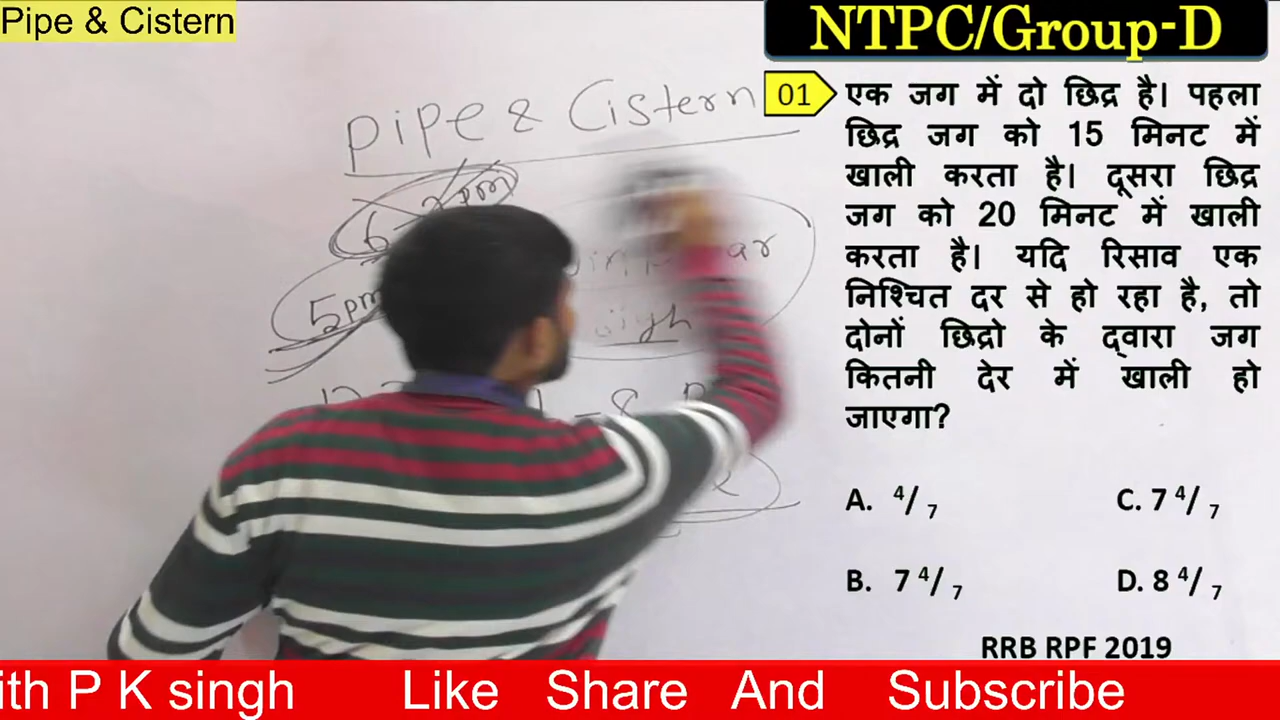 Pipe & Cistern
NTPC/Group-D
Pipe & Cistern
01
एक जग में दो छिद्र है। पहला
छिद्र जग को 15 मिनट में
खाली करता है। दूसरा छिद्र
जग को 20 मिनट में खाली
करता है। यदि रिसाव एक
निश्चित दर से हो रहा है, तो
दोनों छिद्रो के द्वारा जग
कितनी देर में खाली हो
जाएगा?
5pm
A. 4/7
C. 7 4/7
B. 7 4/7
D. 8 4/7
RRB RPF 2019
ith P K singh Like Share And Subscribe